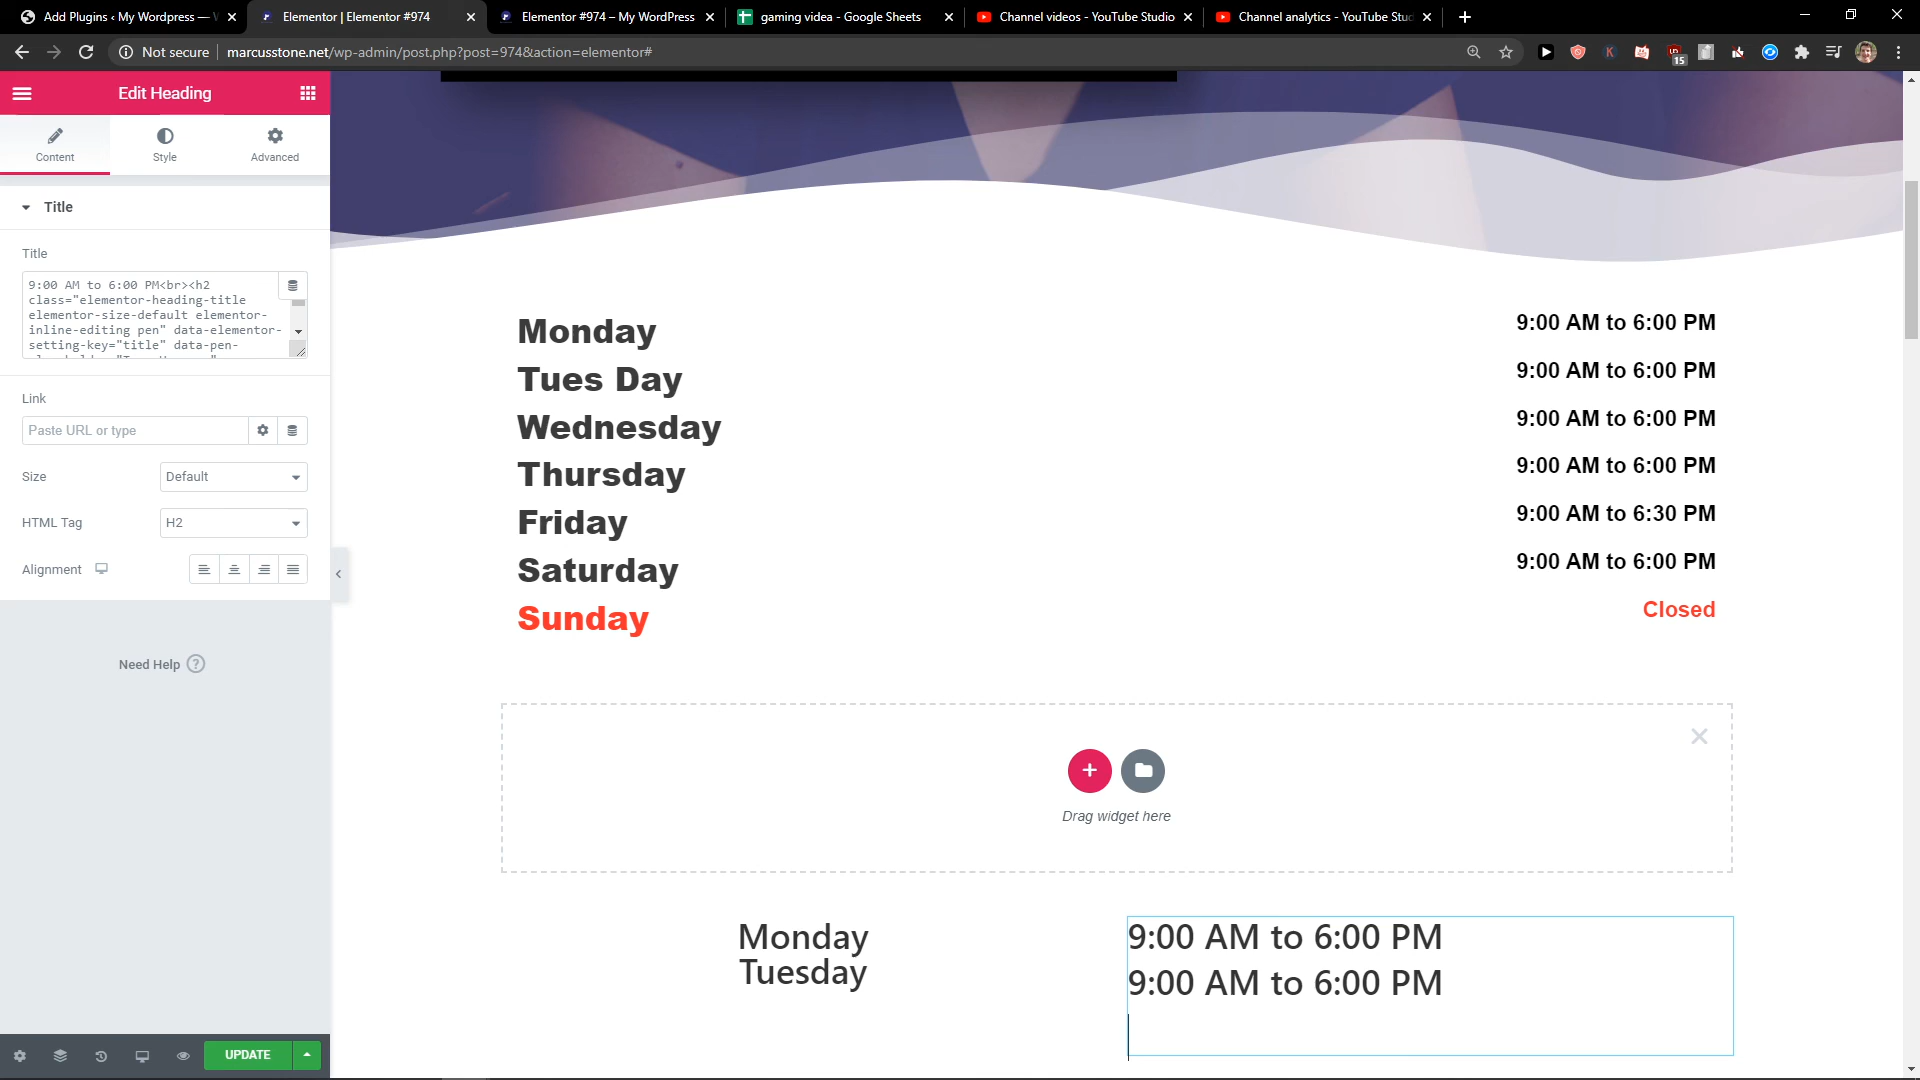 Add Plugins ‹ My Wordpress —
Elementor | Elementor #974
Elementor #974 – My WordPress
gaming videa - Google Sheets
Channel videos - YouTube Studio
Channel analytics - YouTube Stu
Not secure
marcusstone.net/wp-admin/post.php?post=974&action=elementor#
15
Edit Heading
Content
Style
Advanced
Title
Title
9:00 AM to 6:00 PM<br><h2
class="elementor-heading-title
elementor-size-default elementor-
inline-editing pen" data-elementor-
setting-key="title" data-pen-
Link
Paste URL or type
Size
Default
HTML Tag
H2
Alignment
Need Help ?
UPDATE
Monday
9:00 AM to 6:00 PM
Tues Day
9:00 AM to 6:00 PM
Wednesday
9:00 AM to 6:00 PM
Thursday
9:00 AM to 6:00 PM
Friday
9:00 AM to 6:30 PM
Saturday
9:00 AM to 6:00 PM
Sunday
Closed
Drag widget here
Monday
9:00 AM to 6:00 PM
Tuesday
9:00 AM to 6:00 PM